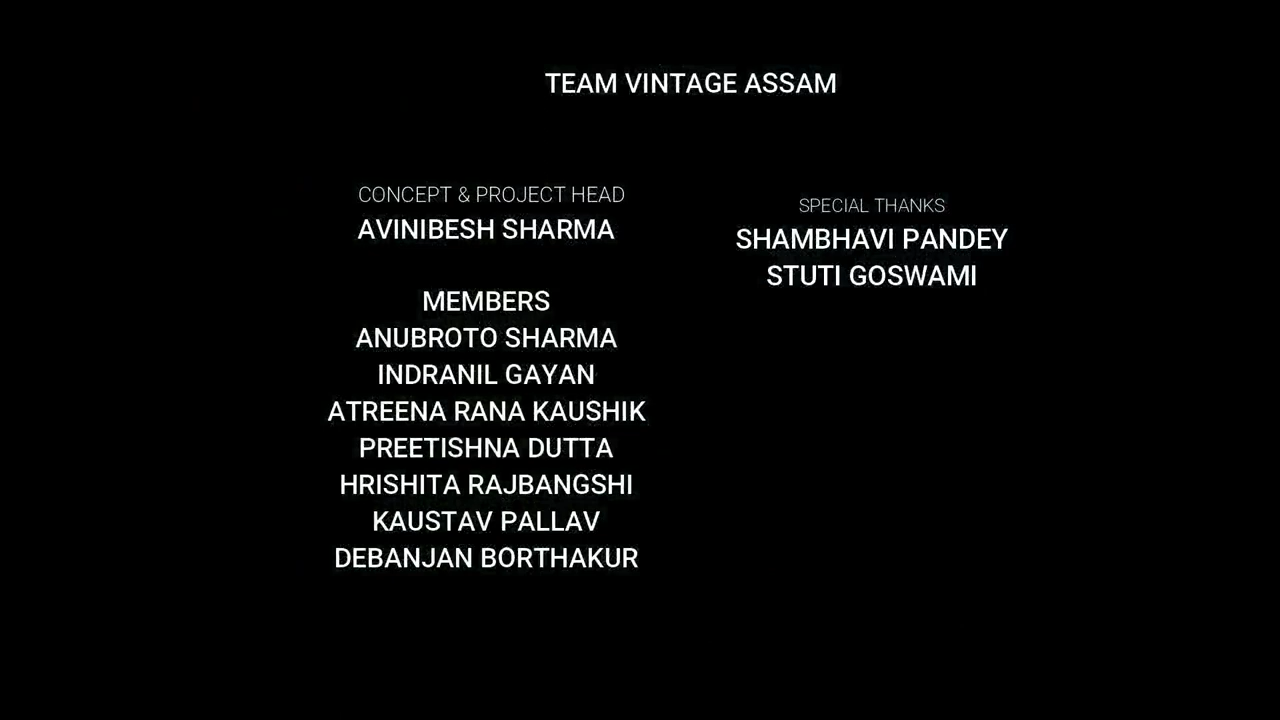 TEAM VINTAGE ASSAM
CONCEPT & PROJECT HEAD
AVINIBESH SHARMA
MEMBERS
ANUBROTO SHARMA
INDRANIL GAYAN
ATREENA RANA KAUSHIK
PREETISHNA DUTTA
HRISHITA RAJBANGSHI
KAUSTAV PALLAV
DEBANJAN BORTHAKUR
SPECIAL THANKS
SHAMBHAVI PANDEY
STUTI GOSWAMI